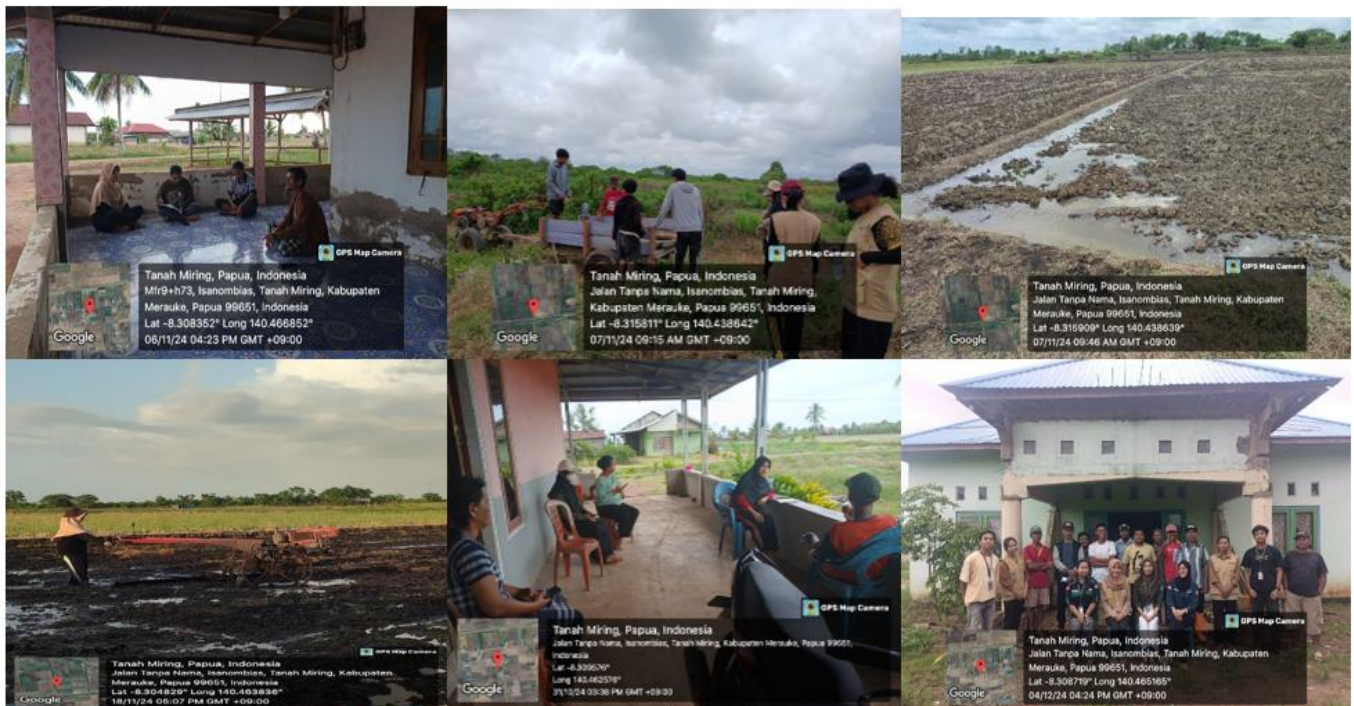 GPS Map Camera
Tanah Miring, Papua, Indonesia
Mfr9+h73, Isanombias, Tanah Miring, Kabupaten
Merauke, Papua 99651, Indonesia
Lat -8.308352° Long 140.466852°
06/11/24 04:23 PM GMT +09:00
Google
GPS Map Camera
Tanah Miring, Papua, Indonesia
Jalan Tanpa Nama, Isanombias, Tanah Miring,
Kabupaten Merauke, Papua 99651, Indonesia
Lat -8.315811° Long 140.438642°
07/11/24 09:15 AM GMT +09:00
Google
GPS Map Camera
Tanah Miring, Papua, Indonesia
Jalan Tanpa Nama, Isanombias, Tanah Miring, Kabupaten
Merauke, Papua 99651, Indonesia
Lat -8.315909° Long 140.438639°
07/11/24 09:46 AM GMT +09:00
Google
GPS Map Camera
Tanah Miring, Papua, Indonesia
Jalan Tanpa Nama, Isanombias, Tanah Miring, Kabupaten
Merauke, Papua 99651, Indonesia
Lat -8.304829° Long 140.463836°
18/11/24 05:07 PM GMT +09:00
Google
GPS Map Camera
Tanah Miring, Papua, Indonesia
Jalan Tanpa Nama, Isanombias, Tanah Miring, Kabupaten Merauke, Papua 99651,
Indonesia
Lat -8.309576°
Long 140.462576°
31/10/24 03:36 PM GMT +09:00
Google
GPS Map Camera
Tanah Miring, Papua, Indonesia
Jalan Tanpa Nama, Isanombias, Tanah Miring, Kabupaten
Merauke, Papua 99651, Indonesia
Lat -8.308719° Long 140.465165°
04/12/24 04:24 PM GMT +09:00
Google